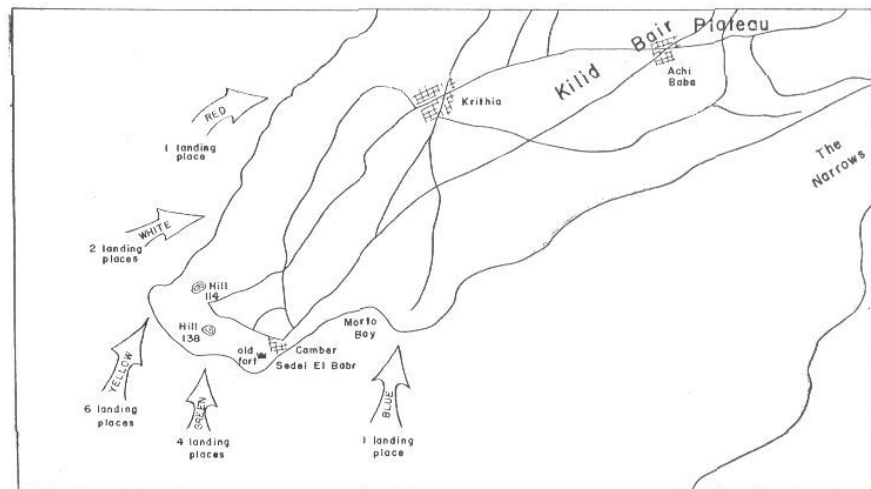 Kilid Bair Plateau
Achi
Baba
Krithia
The
Narrows
RED
1 landing
place
WHITE
2 landing
places
Hill
114
Hill
138
old
fort
Camber
Sedel El Babr
Morto
Bay
YELLOW
6 landing
places
GREEN
4 landing
places
BLUE
1 landing
place